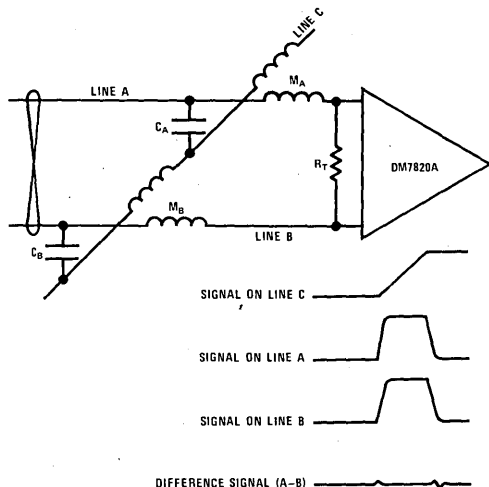 LINE C
LINE A
M_A
C_A
R_T
DM7820A
M_B
C_B
LINE B
SIGNAL ON LINE C
SIGNAL ON LINE A
SIGNAL ON LINE B
DIFFERENCE SIGNAL (A-B)